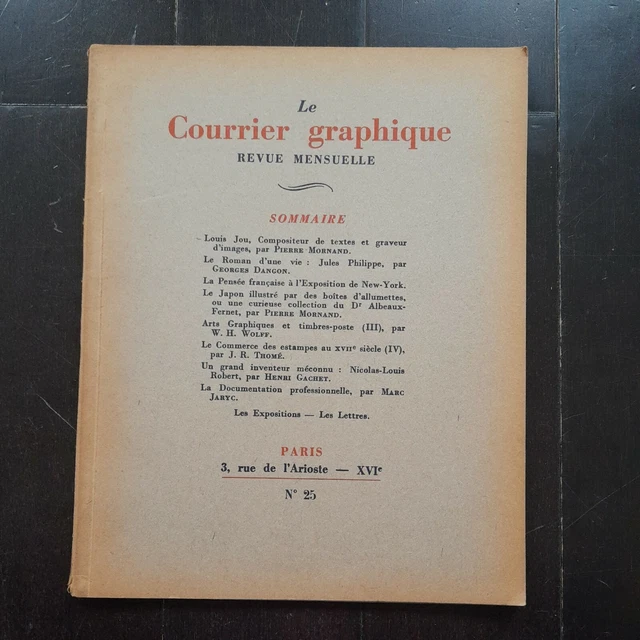 Le
Courrier graphique
REVUE MENSUELLE
SOMMAIRE
Louis Jou, Compositeur de textes et graveur
d'images, par PIERRE MORNAND.
Le Roman d'une vie : Jules Philippe, par
GEORGES DANGON.
La Pensée française à l'Exposition de New-York.
Le Japon illustré par des boîtes d'allumettes,
ou une curieuse collection du Dr Albeaux-
Fernet, par PIERRE MORNAND.
Arts Graphiques et timbres-poste (III), par
W. H. WOLFF.
Le Commerce des estampes au XVIIe siècle (IV),
par J. R. THOMÉ.
Un grand inventeur méconnu : Nicolas-Louis
Robert, par HENRI GACHET.
La Documentation professionnelle, par MARC
JARYC.
Les Expositions — Les Lettres.
PARIS
3, rue de l'Arioste — XVIe
N° 25